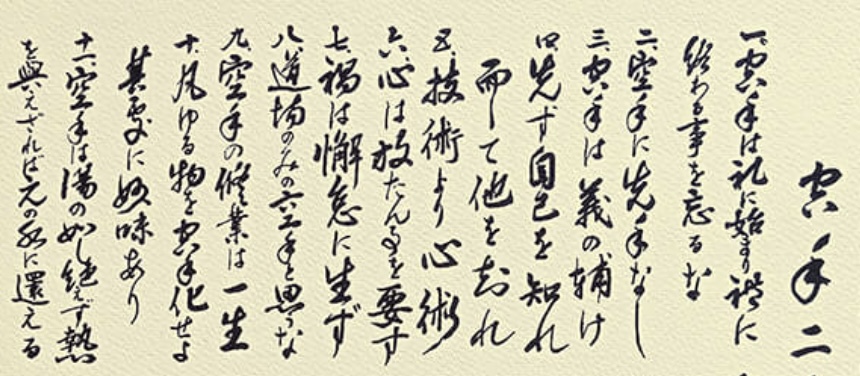 空手二
一、空手は礼に始まり禮に
終わる事を忘るな
二、空手に先手なし
三、空手は義の輔け
四、先ず自己を知れ
而して他を知れ
五、技術より心術
六、心は放たん事を要す
七、禍は懈怠に生ず
八、道場のみの空手と思うな
九、空手の修業は一生
十、凡ゆる物を空手化せよ
其処に妙味あり
十一、空手は湯の如し絶えず熱
を與えざれば元の水に還える